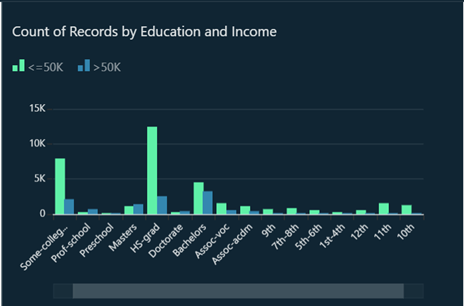 Count of Records by Education and Income
<=50K >50K
15K
10K
5K
0
Some-colleg...
Prof-school
Preschool
Masters
HS-grad
Doctorate
Bachelors
Assoc-voc
Assoc-acdm
9th
7th-8th
5th-6th
1st-4th
12th
11th
10th